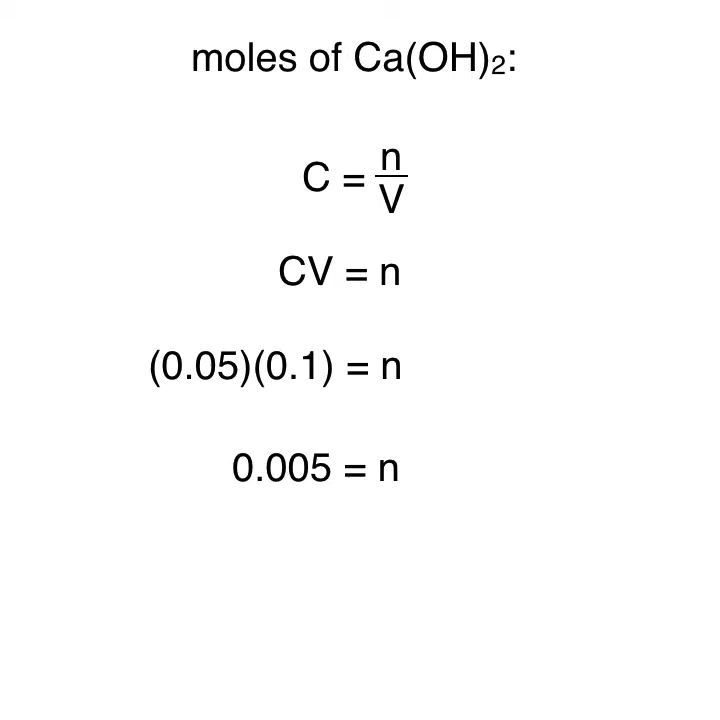 moles of Ca(OH)₂:
C = n/V
CV = n
(0.05)(0.1) = n
0.005 = n